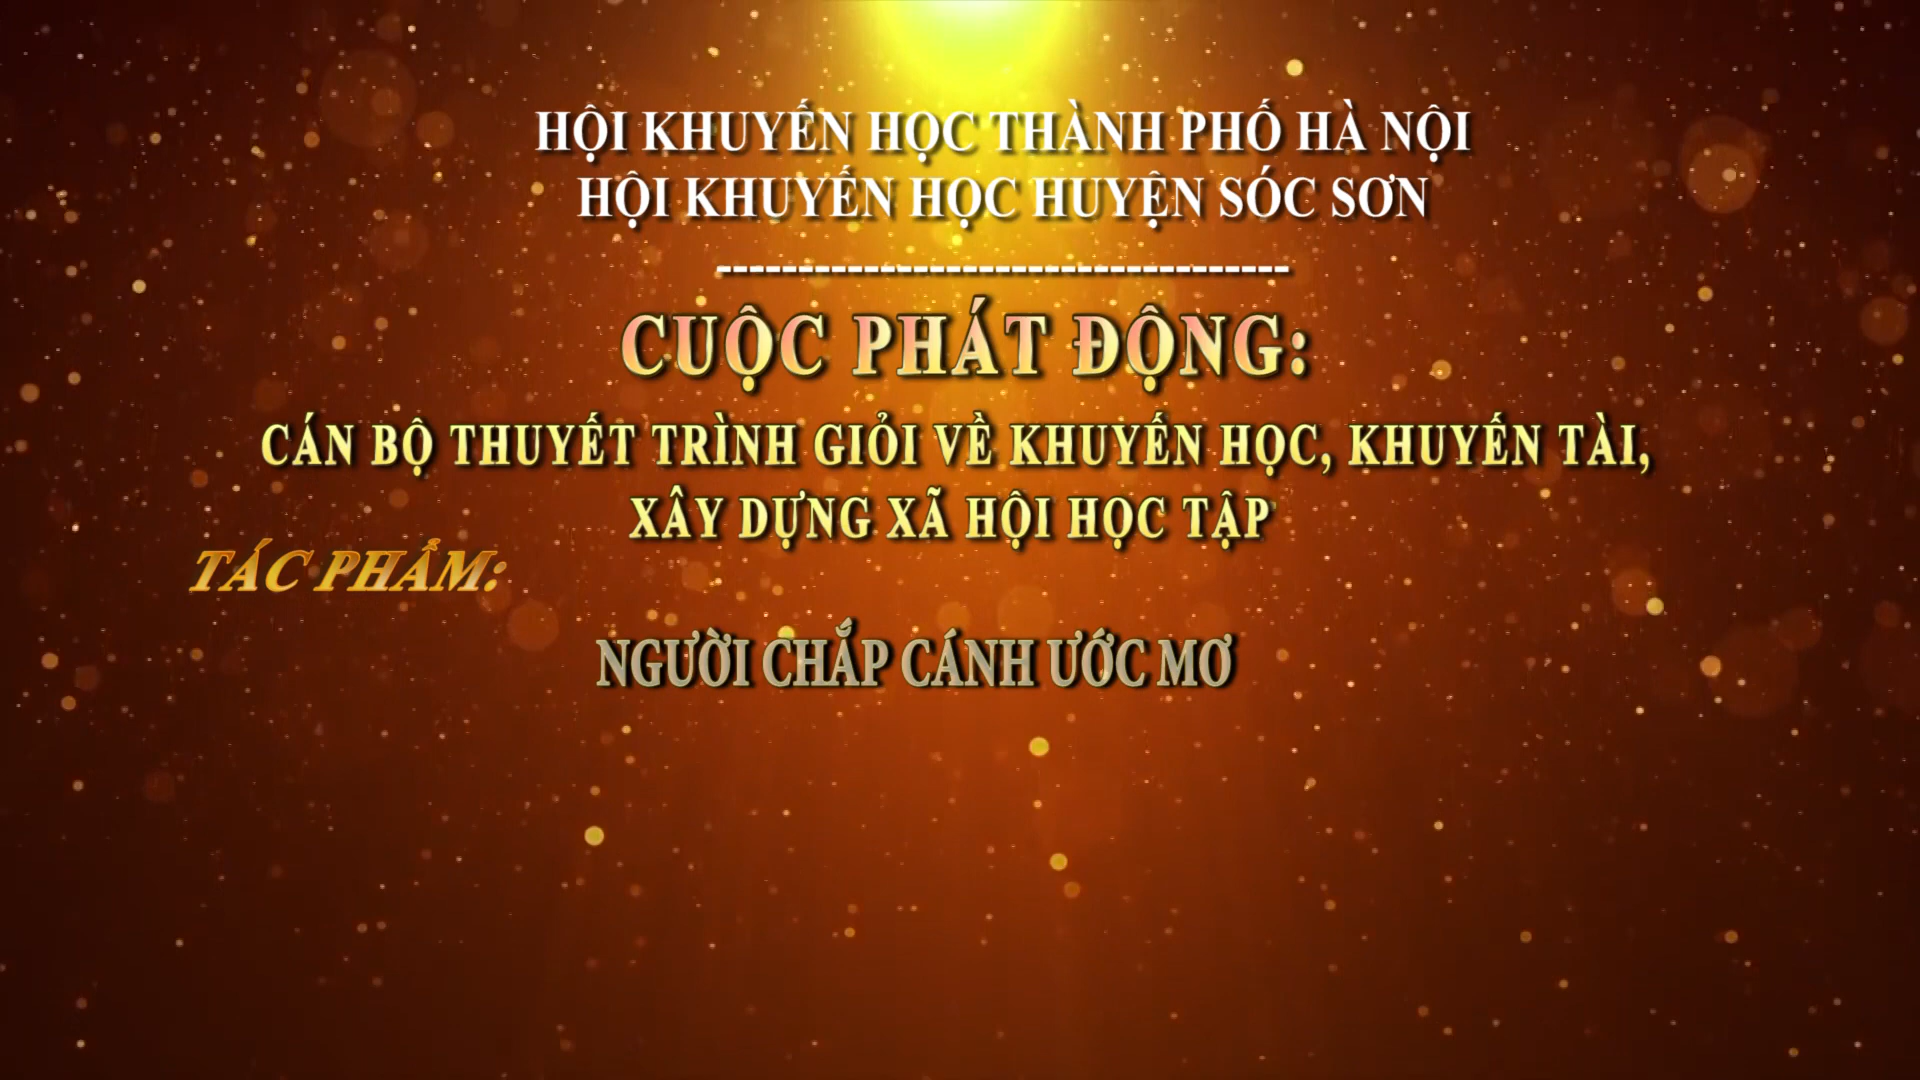 HỘI KHUYẾN HỌC THÀNH PHỐ HÀ NỘI
HỘI KHUYẾN HỌC HUYỆN SÓC SƠN
-----------------------------------
CUỘC PHÁT ĐỘNG:
CÁN BỘ THUYẾT TRÌNH GIỎI VỀ KHUYẾN HỌC, KHUYẾN TÀI,
XÂY DỰNG XÃ HỘI HỌC TẬP
TÁC PHẨM:
NGƯỜI CHẮP CÁNH ƯỚC MƠ